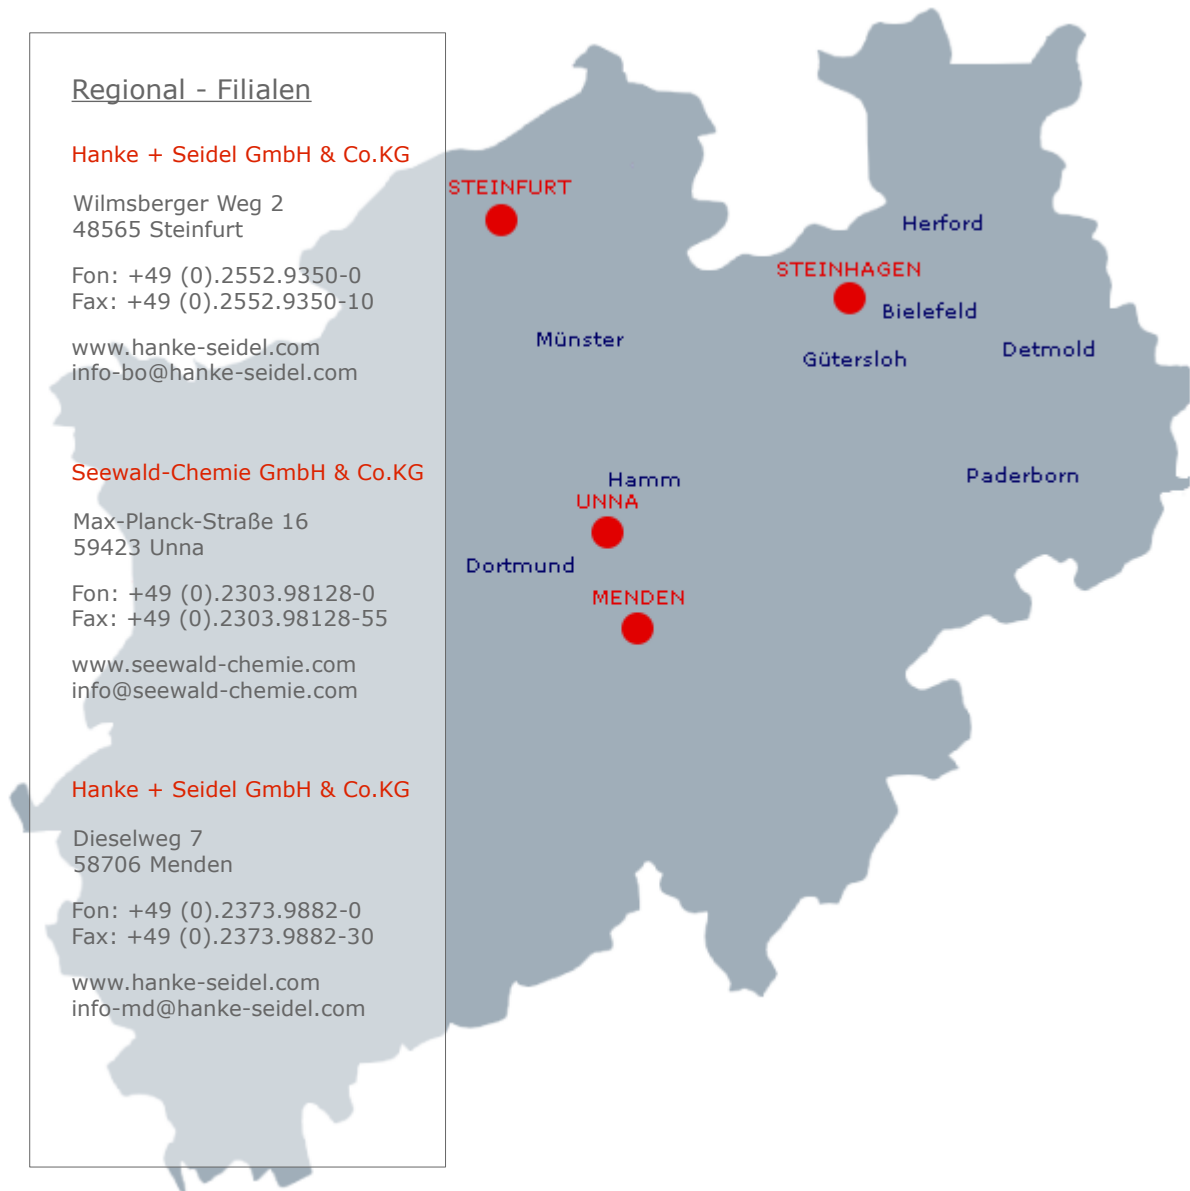 Regional - Filialen
Hanke + Seidel GmbH & Co.KG
Wilmsberger Weg 2
48565 Steinfurt
Fon: +49 (0).2552.9350-0
Fax: +49 (0).2552.9350-10
www.hanke-seidel.com
info-bo@hanke-seidel.com
Seewald-Chemie GmbH & Co.KG
Max-Planck-Straße 16
59423 Unna
Fon: +49 (0).2303.98128-0
Fax: +49 (0).2303.98128-55
www.seewald-chemie.com
info@seewald-chemie.com
Hanke + Seidel GmbH & Co.KG
Dieselweg 7
58706 Menden
Fon: +49 (0).2373.9882-0
Fax: +49 (0).2373.9882-30
www.hanke-seidel.com
info-md@hanke-seidel.com
STEINFURT
Herford
STEINHAGEN
Bielefeld
Münster
Detmold
Gütersloh
Paderborn
Hamm
UNNA
Dortmund
MENDEN